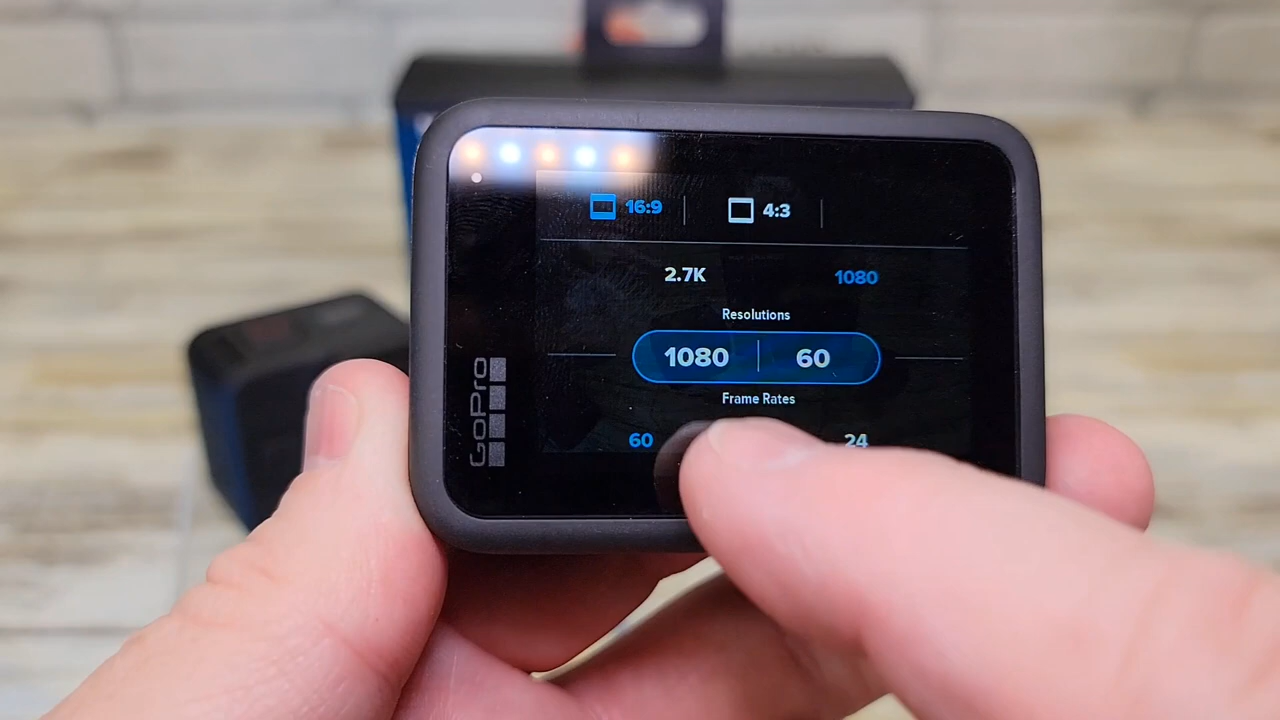 16:9 4:3
2.7K 1080
Resolutions
1080 60
Frame Rates
60 24
GoPro